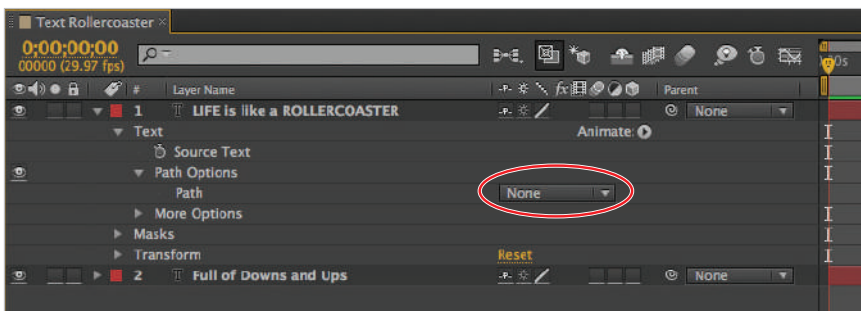 Text Rollercoaster ×
0;00;00;00
00000 (29.97 fps)
# Layer Name Parent
1 T LIFE is like a ROLLERCOASTER None
Text Animate:
Source Text
Path Options
Path None
More Options
Masks
Transform Reset
2 T Full of Downs and Ups None